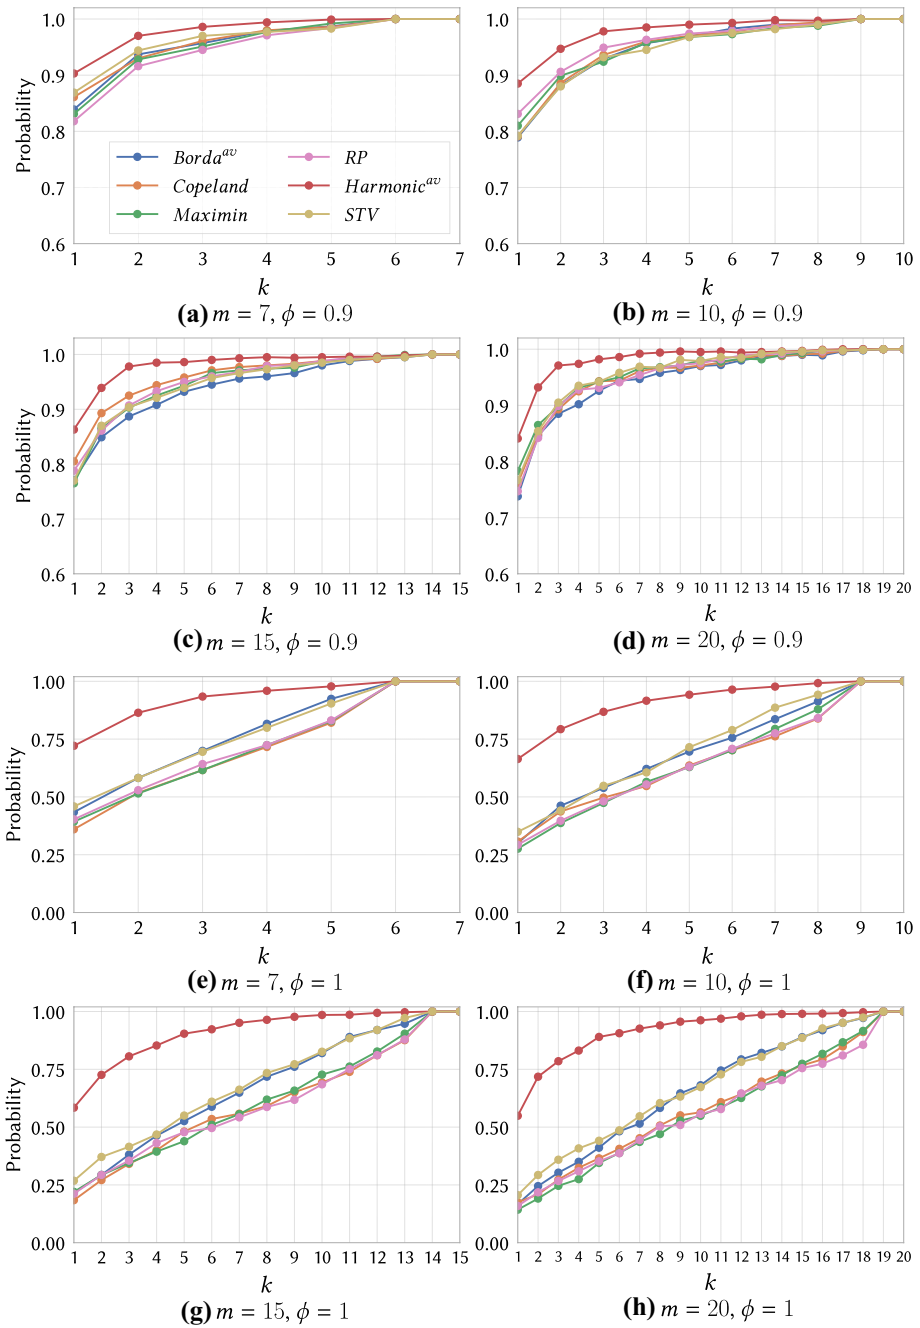 1.0
0.9
0.8
0.7
0.6
Probability
Borda^av
Copeland
Maximin
RP
Harmonic^av
STV
1 2 3 4 5 6 7
k
(a) m = 7, ϕ = 0.9
1.0
0.9
0.8
0.7
0.6
1 2 3 4 5 6 7 8 9 10
k
(b) m = 10, ϕ = 0.9
1.0
0.9
0.8
0.7
0.6
Probability
1 2 3 4 5 6 7 8 9 10 11 12 13 14 15
k
(c) m = 15, ϕ = 0.9
1.0
0.9
0.8
0.7
0.6
1 2 3 4 5 6 7 8 9 10 11 12 13 14 15 16 17 18 19 20
k
(d) m = 20, ϕ = 0.9
1.00
0.75
0.50
0.25
0.00
Probability
1 2 3 4 5 6 7
k
(e) m = 7, ϕ = 1
1.00
0.75
0.50
0.25
0.00
1 2 3 4 5 6 7 8 9 10
k
(f) m = 10, ϕ = 1
1.00
0.75
0.50
0.25
0.00
Probability
1 2 3 4 5 6 7 8 9 10 11 12 13 14 15
k
(g) m = 15, ϕ = 1
1.00
0.75
0.50
0.25
0.00
1 2 3 4 5 6 7 8 9 10 11 12 13 14 15 16 17 18 19 20
k
(h) m = 20, ϕ = 1